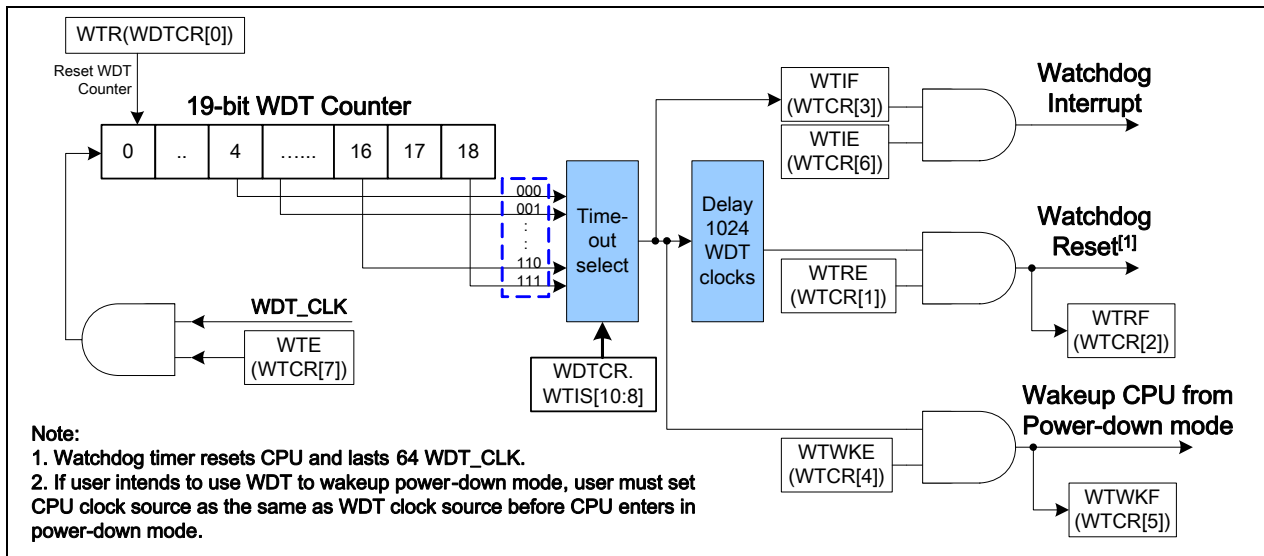 WTR(WDTCR[0])
Reset WDT
Counter
19-bit WDT Counter
0
..
4
…...
16
17
18
000
001
:
:
110
111
Time-
out
select
WDTCR.
WTIS[10:8]
Delay
1024
WDT
clocks
WTIF
(WTCR[3])
WTIE
(WTCR[6])
Watchdog
Interrupt
WTRE
(WTCR[1])
Watchdog
Reset[1]
WTRF
(WTCR[2])
WDT_CLK
WTE
(WTCR[7])
Wakeup CPU from
Power-down mode
WTWKE
(WTCR[4])
WTWKF
(WTCR[5])
Note:
1. Watchdog timer resets CPU and lasts 64 WDT_CLK.
2. If user intends to use WDT to wakeup power-down mode, user must set
CPU clock source as the same as WDT clock source before CPU enters in
power-down mode.